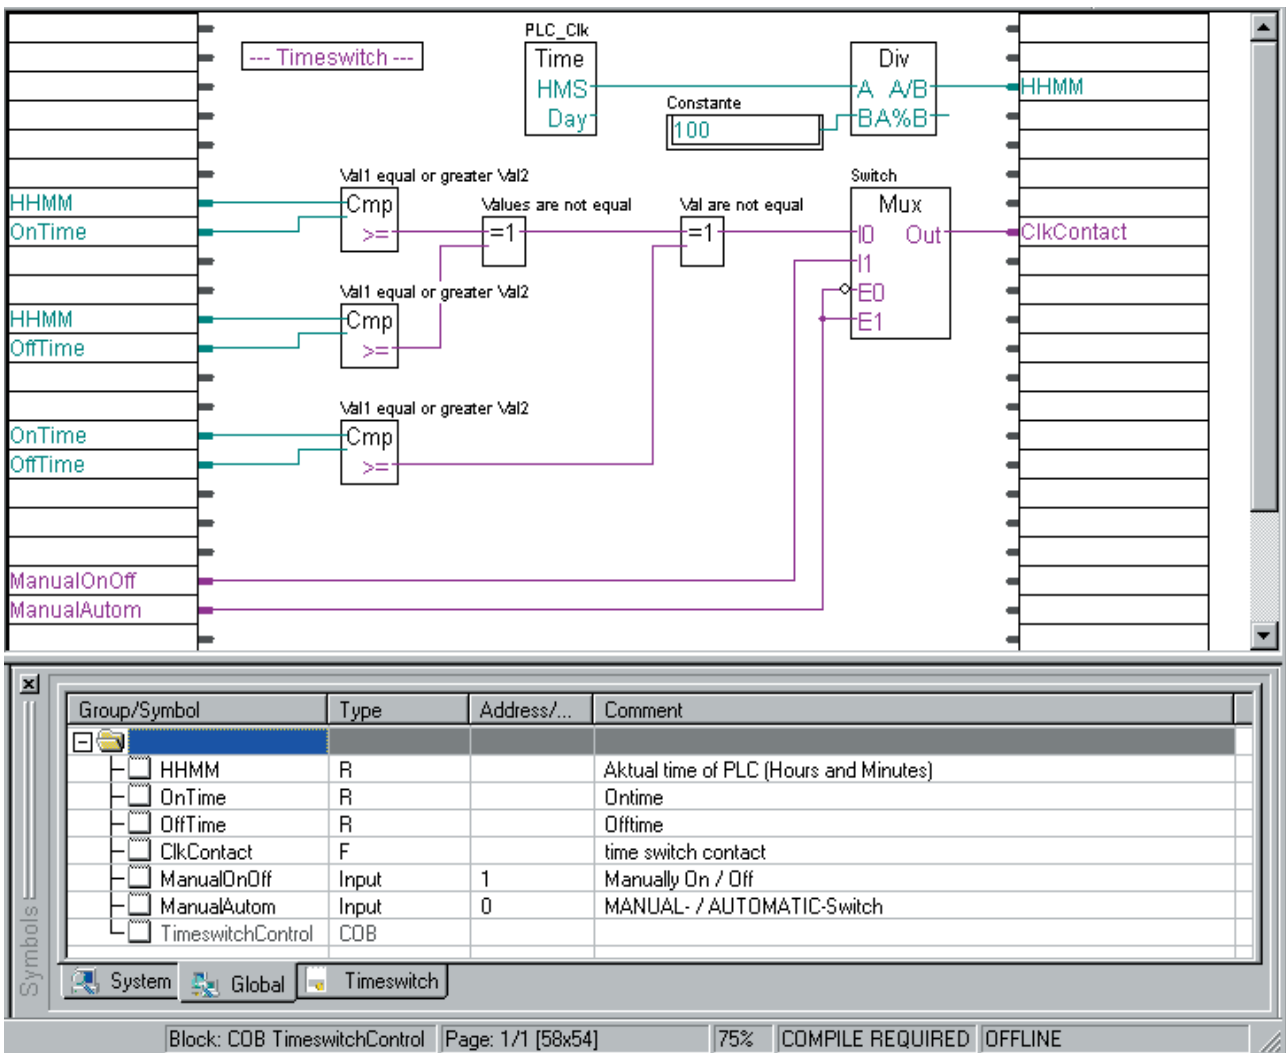 PLC_Clk
--- Timeswitch ---
Time
Div
HMS
A A/B
HHMM
Constante
Day
100
B A%B
Val1 equal or greater Val2
Switch
HHMM
Cmp
Values are not equal
Val are not equal
Mux
OnTime
>=
=1
=1
I0 Out
ClkContact
I1
Val1 equal or greater Val2
E0
HHMM
Cmp
E1
OffTime
>=
Val1 equal or greater Val2
OnTime
Cmp
OffTime
>=
ManualOnOff
ManualAutom
Group/Symbol Type Address/... Comment
HHMM R Aktual time of PLC (Hours and Minutes)
OnTime R Ontime
OffTime R Offtime
ClkContact F time switch contact
ManualOnOff Input 1 Manually On / Off
ManualAutom Input 0 MANUAL- / AUTOMATIC-Switch
TimeswitchControl COB
Symbols
System Global Timeswitch
Block: COB TimeswitchControl Page: 1/1 [58x54] 75% COMPILE REQUIRED OFFLINE